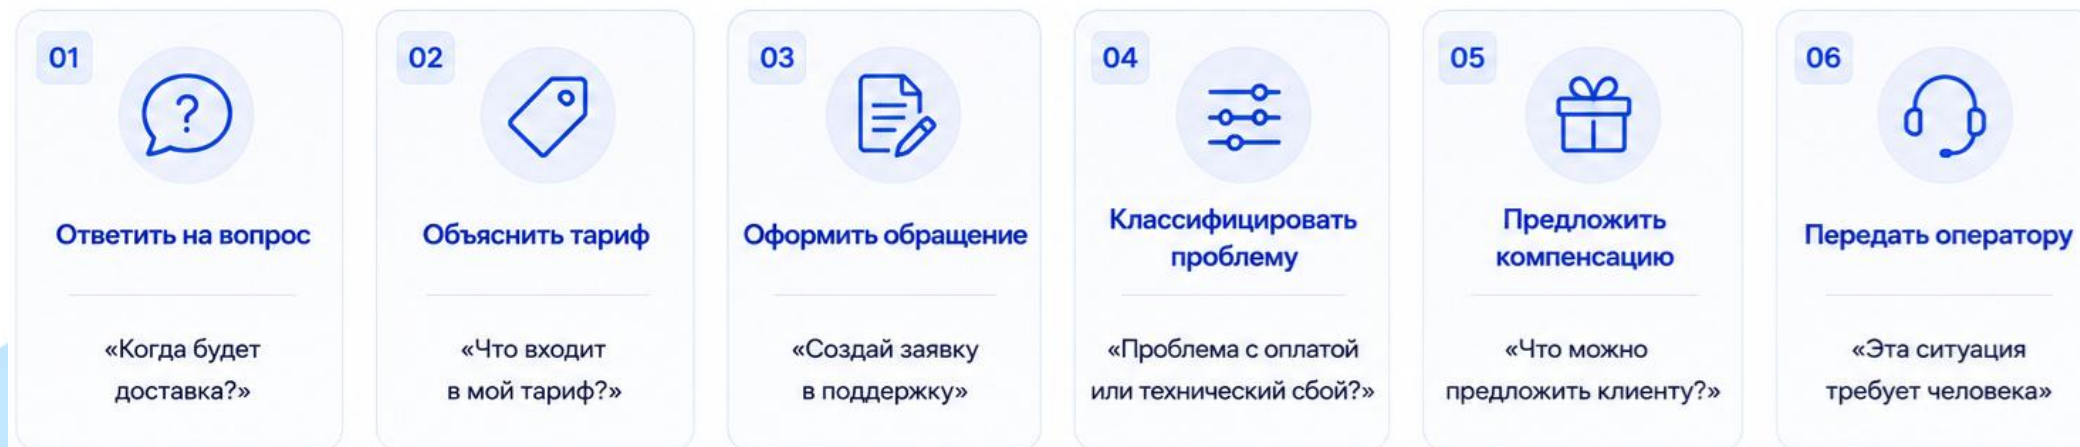 01
Ответить на вопрос
«Когда будет
доставка?»
02
Объяснить тариф
«Что входит
в мой тариф?»
03
Оформить обращение
«Создай заявку
в поддержку»
04
Классифицировать
проблему
«Проблема с оплатой
или технический сбой?»
05
Предложить
компенсацию
«Что можно
предложить клиенту?»
06
Передать оператору
«Эта ситуация
требует человека»